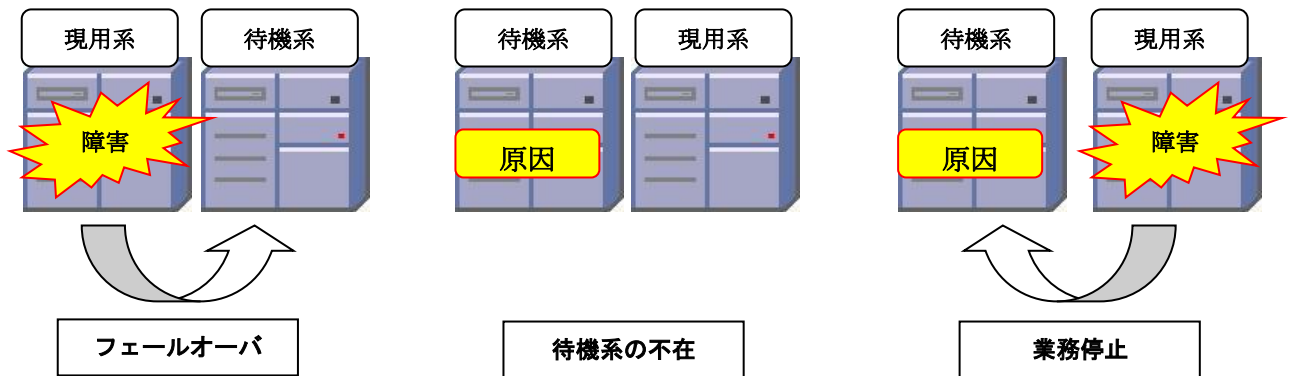 現用系
待機系
待機系
現用系
待機系
現用系
障害
原因
原因
障害
フェールオーバ
待機系の不在
業務停止